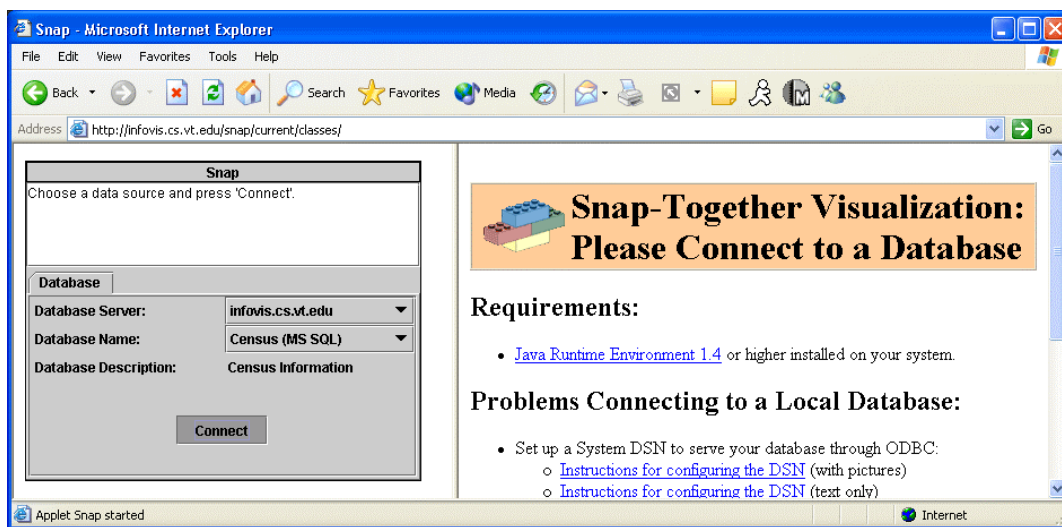 Snap - Microsoft Internet Explorer
File Edit View Favorites Tools Help
Back Search Favorites Media
Address http://infovis.cs.vt.edu/snap/current/classes/ Go
Snap
Choose a data source and press 'Connect'.
Database
Database Server: infovis.cs.vt.edu
Database Name: Census (MS SQL)
Database Description: Census Information
Connect
Snap-Together Visualization:
Please Connect to a Database
Requirements:
Java Runtime Environment 1.4 or higher installed on your system.
Problems Connecting to a Local Database:
Set up a System DSN to serve your database through ODBC:
Instructions for configuring the DSN (with pictures)
Instructions for configuring the DSN (text only)
Applet Snap started Internet